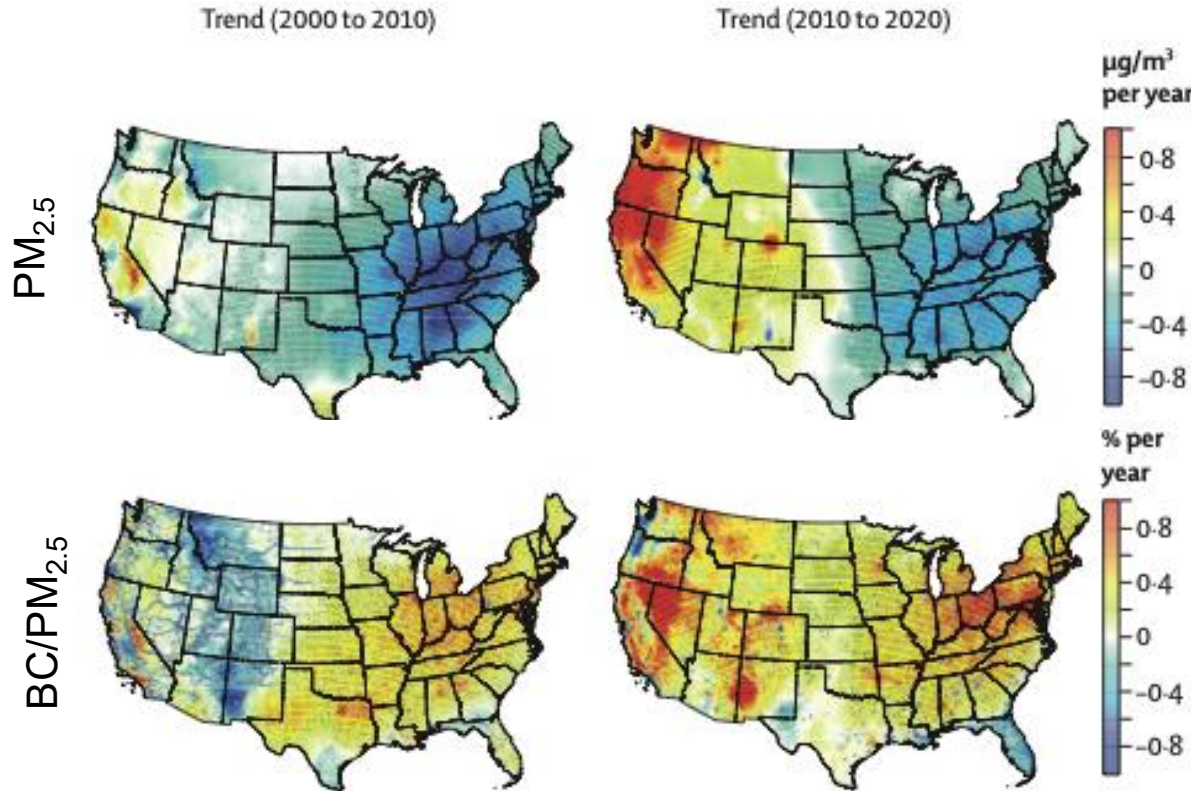 Trend (2000 to 2010)
Trend (2010 to 2020)
µg/m³
per year
PM2.5
0·8
0·4
0
–0·4
–0·8
% per
year
BC/PM2.5
0·8
0·4
0
–0·4
–0·8